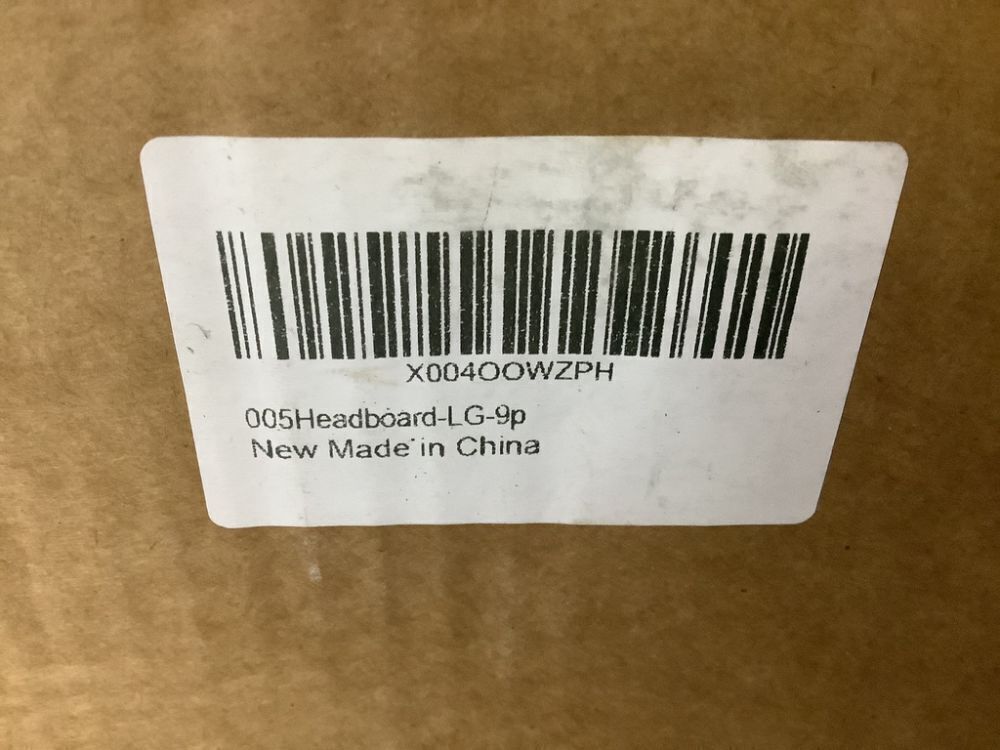 X004OOWZPH
005Headboard-LG-9p
New Made in China